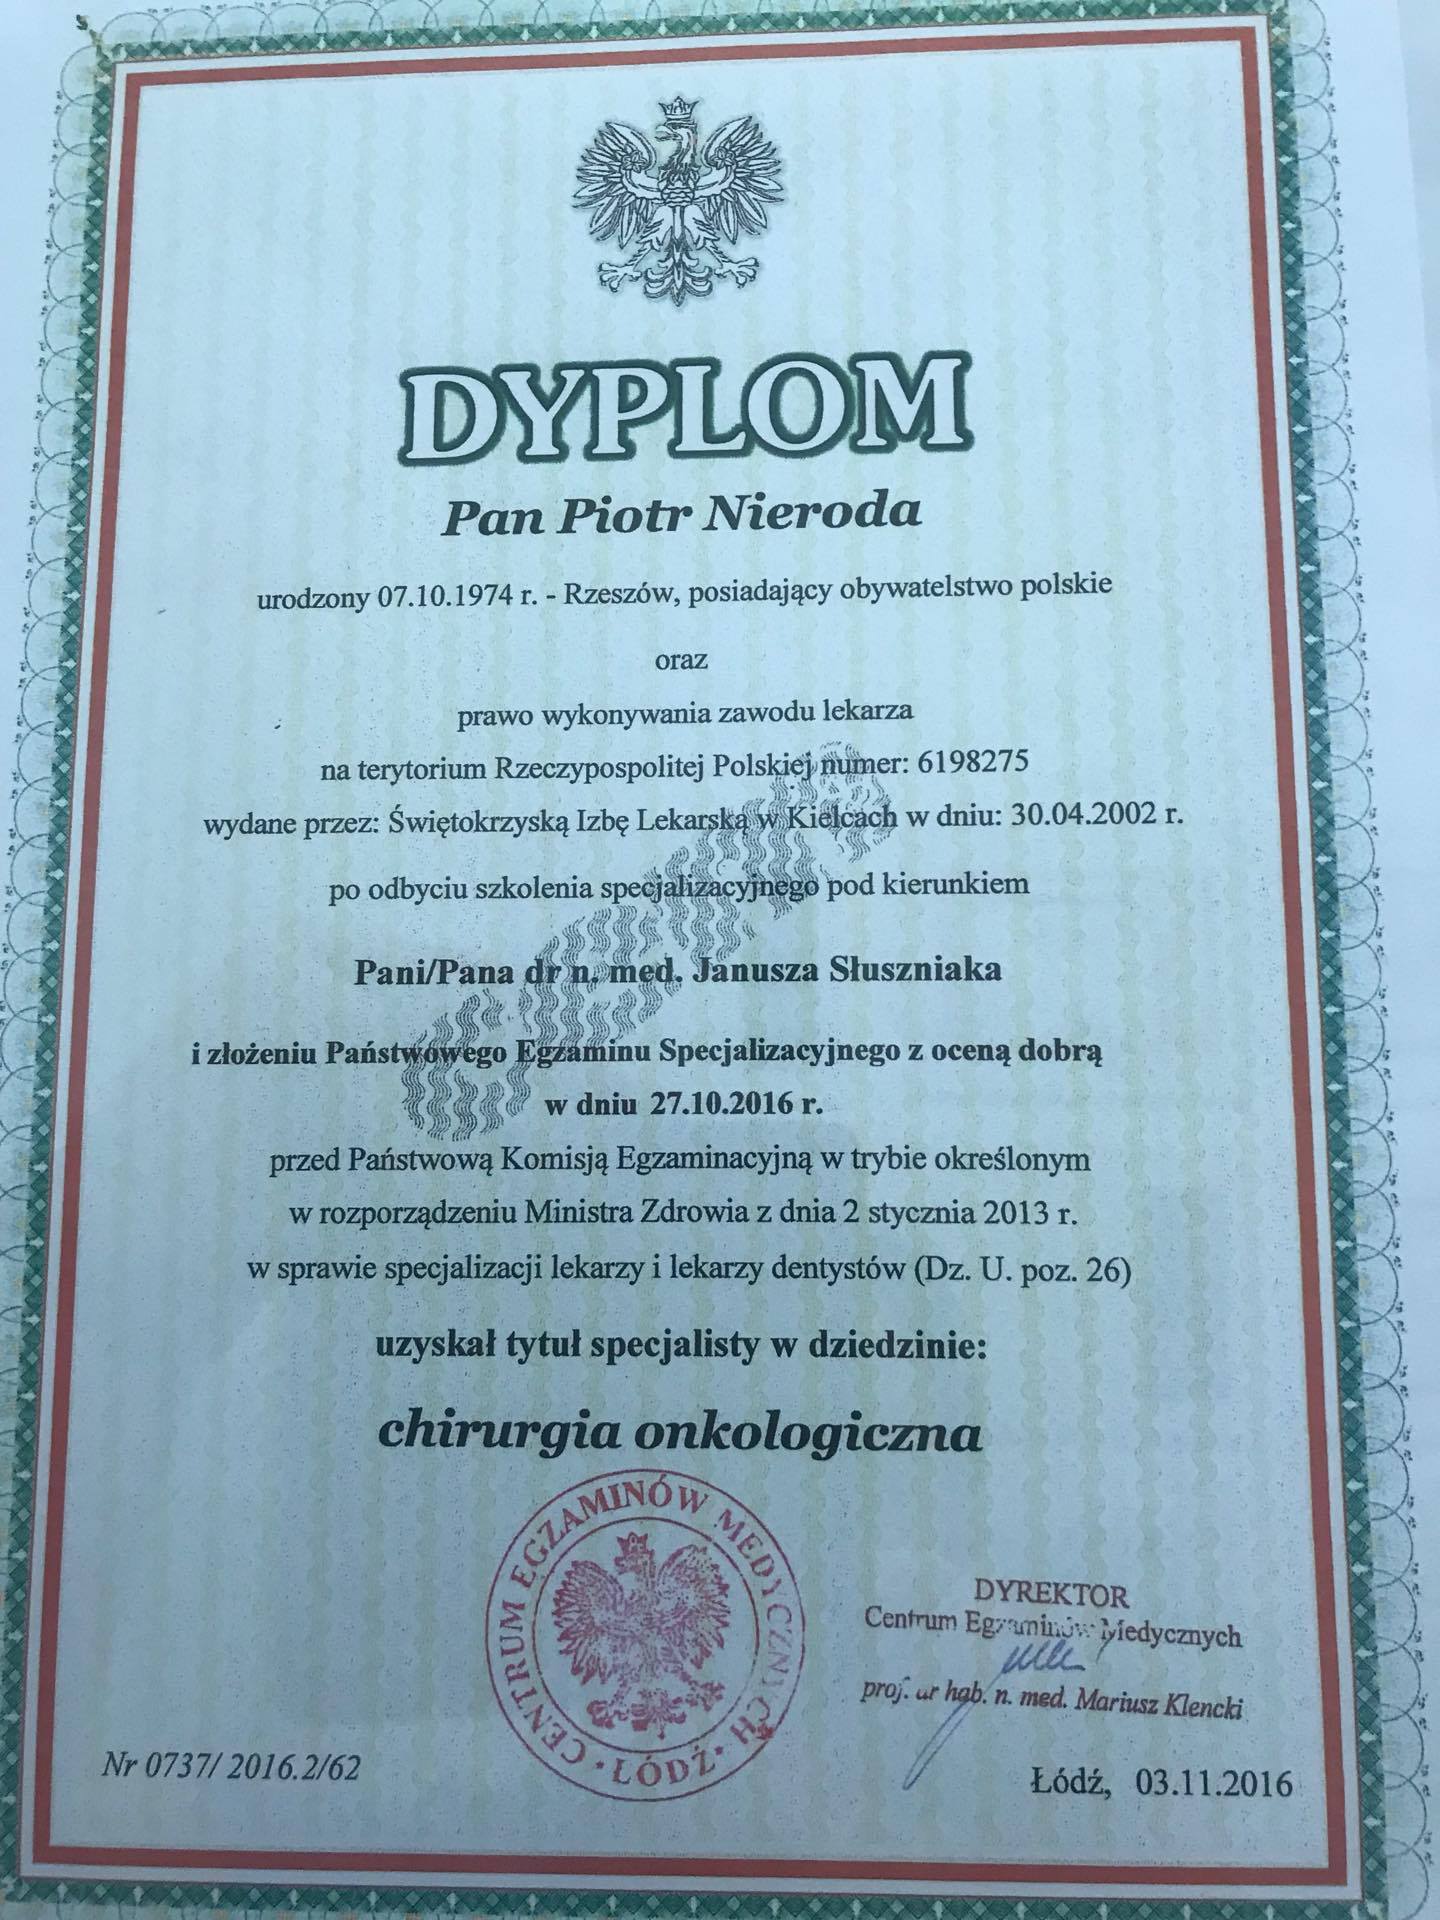 DYPLOM
Pan Piotr Nieroda
urodzony 07.10.1974 r. - Rzeszów, posiadający obywatelstwo polskie
oraz
prawo wykonywania zawodu lekarza
na terytorium Rzeczypospolitej Polskiej numer: 6198275
wydane przez: Świętokrzyską Izbę Lekarską w Kielcach w dniu: 30.04.2002 r.
po odbyciu szkolenia specjalizacyjnego pod kierunkiem
Pani/Pana dr n. med. Janusza Słuszniaka
i złożeniu Państwowego Egzaminu Specjalizacyjnego z oceną dobrą
w dniu 27.10.2016 r.
przed Państwową Komisją Egzaminacyjną w trybie określonym
w rozporządzeniu Ministra Zdrowia z dnia 2 stycznia 2013 r.
w sprawie specjalizacji lekarzy i lekarzy dentystów (Dz. U. poz. 26)
uzyskał tytuł specjalisty w dziedzinie:
chirurgia onkologiczna
CENTRUM EGZAMINÓW MEDYCZNYCH
• ŁÓDŹ •
DYREKTOR
Centrum Egzaminów Medycznych
prof. dr hab. n. med. Mariusz Klencki
Nr 0737/ 2016.2/62
Łódź, 03.11.2016